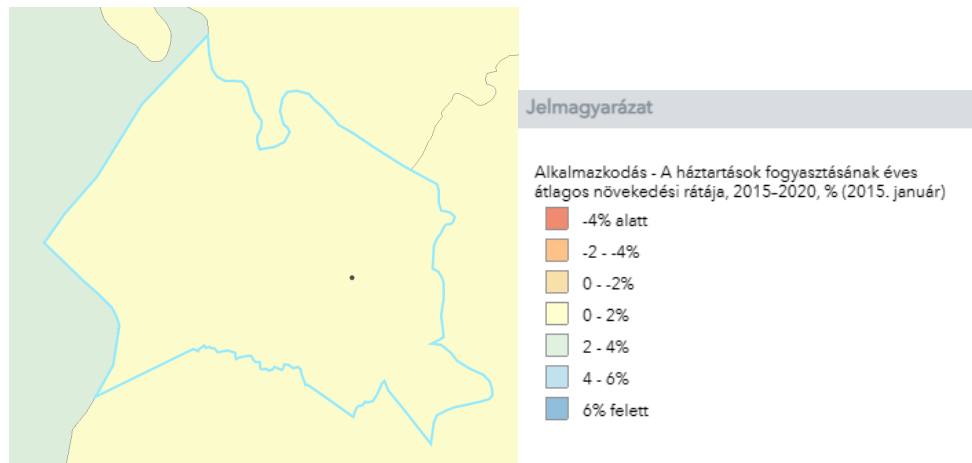 Jelmagyarázat
Alkalmazkodás - A háztartások fogyasztásának éves
átlagos növekedési rátája, 2015-2020, % (2015. január)
-4% alatt
-2 - -4%
0 - -2%
0 - 2%
2 - 4%
4 - 6%
6% felett